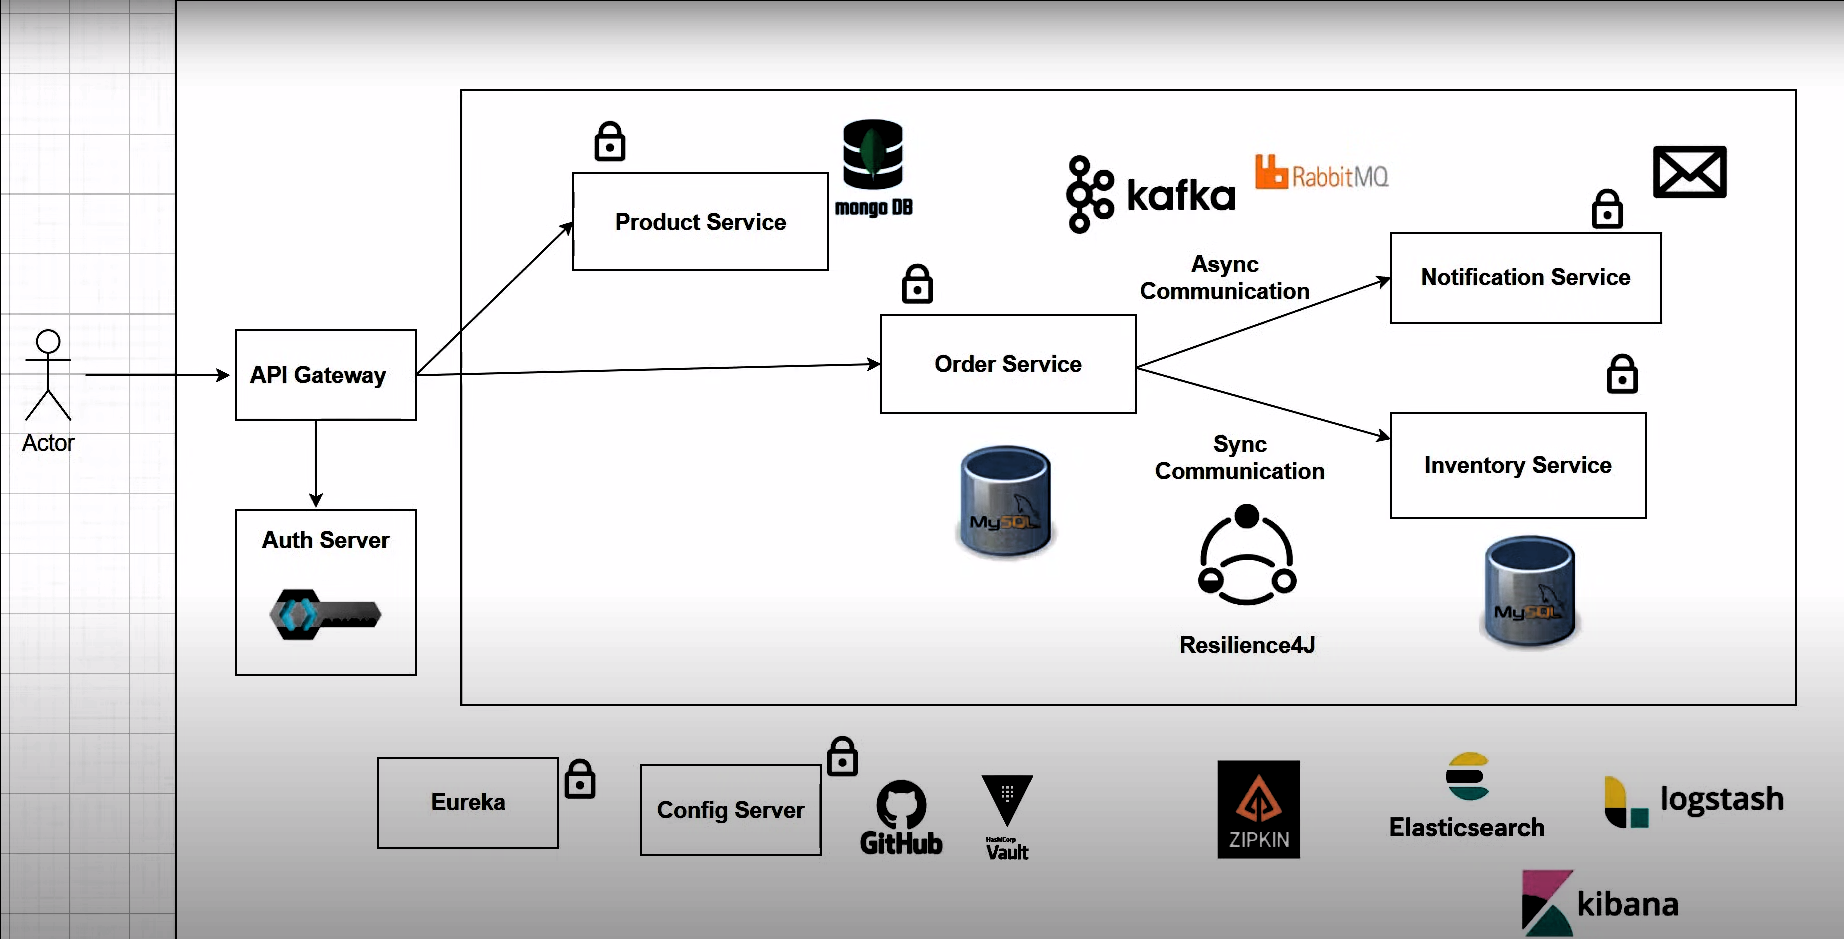 mongo DB
Product Service
kafka
RabbitMQ
Async
Communication
Notification Service
Order Service
API Gateway
Actor
Sync
Communication
Inventory Service
MySQL
Auth Server
MySQL
Resilience4J
Eureka
Config Server
GitHub
HashiCorp
Vault
ZIPKIN
Elasticsearch
logstash
kibana